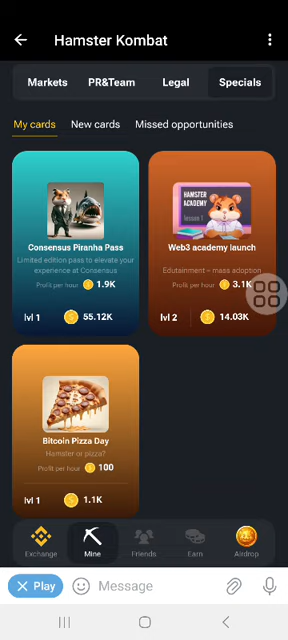 Hamster Kombat
Markets PR&Team Legal Specials
My cards New cards Missed opportunities
HAMSTER
ACADEMY
lesson 1
Consensus Piranha Pass
Limited edition pass to elevate your
experience at Consensus
Profit per hour 1.9K
lvl 1 55.12K
Web3 academy launch
Edutainment – mass adoption
Profit per hour 3.1K
lvl 2 14.03K
Bitcoin Pizza Day
Hamster or pizza?
Profit per hour 100
lvl 1 1.1K
Exchange Mine Friends Earn Airdrop
Play Message